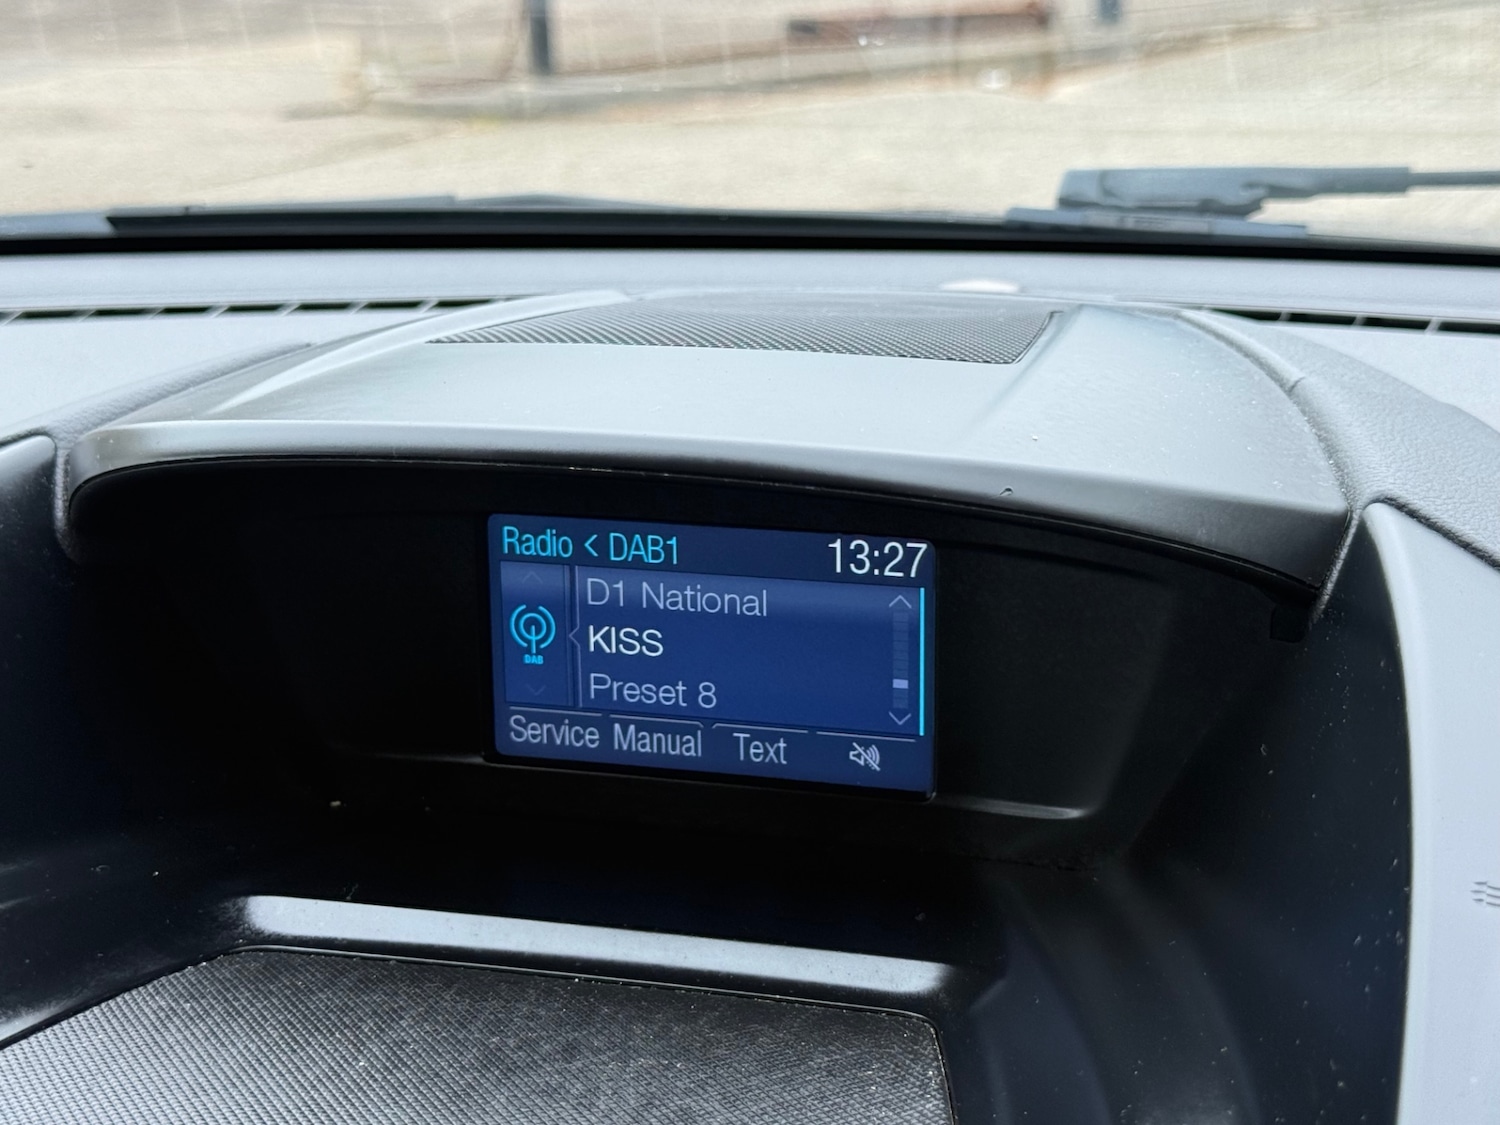 Radio < DAB1 13:27
D1 National
KISS
DAB
Preset 8
Service Manual Text